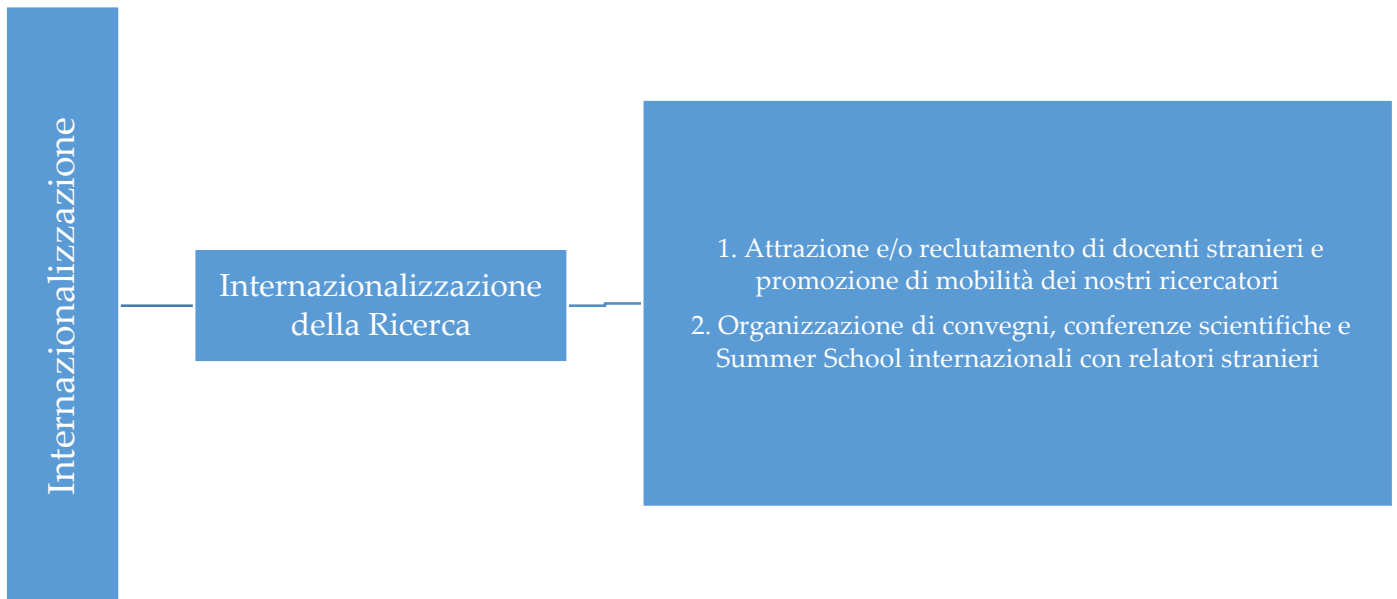 Internazionalizzazione
Internazionalizzazione
della Ricerca
1. Attrazione e/o reclutamento di docenti stranieri e
promozione di mobilità dei nostri ricercatori
2. Organizzazione di convegni, conferenze scientifiche e
Summer School internazionali con relatori stranieri